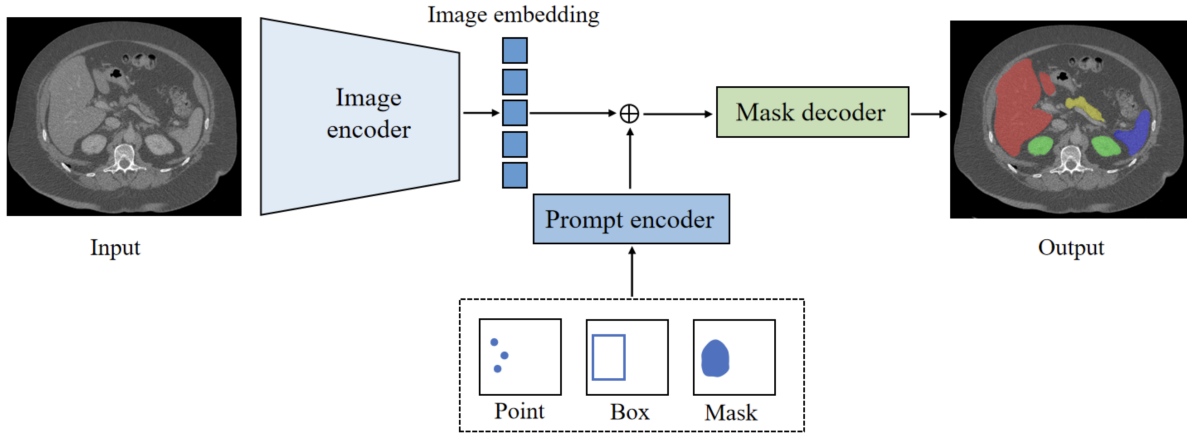 Image embedding
Image
encoder
Mask decoder
Prompt encoder
Input
Output
Point
Box
Mask